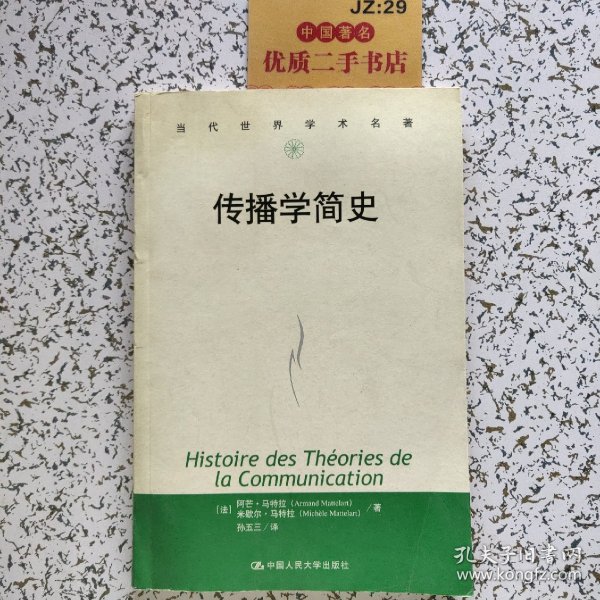 JZ:29
中国著名
优质二手书店
当代世界学术名著
传播学简史
Histoire des Théories de
la Communication
[法] 阿芒·马特拉（Armand Mattelart）
米歇尔·马特拉（Michèle Mattelart） /著
孙五三/译
中国人民大学出版社
孔夫子旧书网
www.kongfz.com